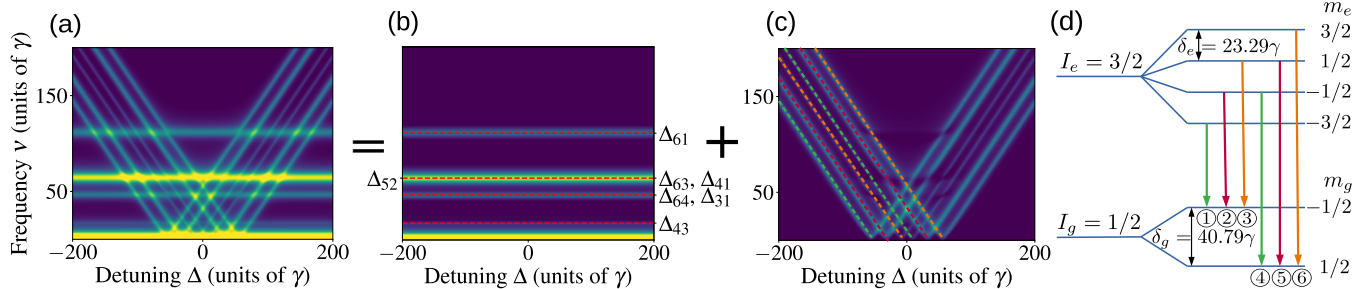 (a)
Frequency ν (units of γ)
150
50
−200
0
200
Detuning Δ (units of γ)
=
(b)
Δ₆₁
Δ₅₂
Δ₆₃, Δ₄₁
Δ₆₄, Δ₃₁
Δ₄₃
−200
0
200
Detuning Δ (units of γ)
+
(c)
150
50
−200
0
200
Detuning Δ (units of γ)
(d)
mₑ
3/2
δₑ = 23.29γ
1/2
Iₑ = 3/2
−1/2
−3/2
m_g
−1/2
①②③
I_g = 1/2
δ_g = 40.79γ
1/2
④⑤⑥